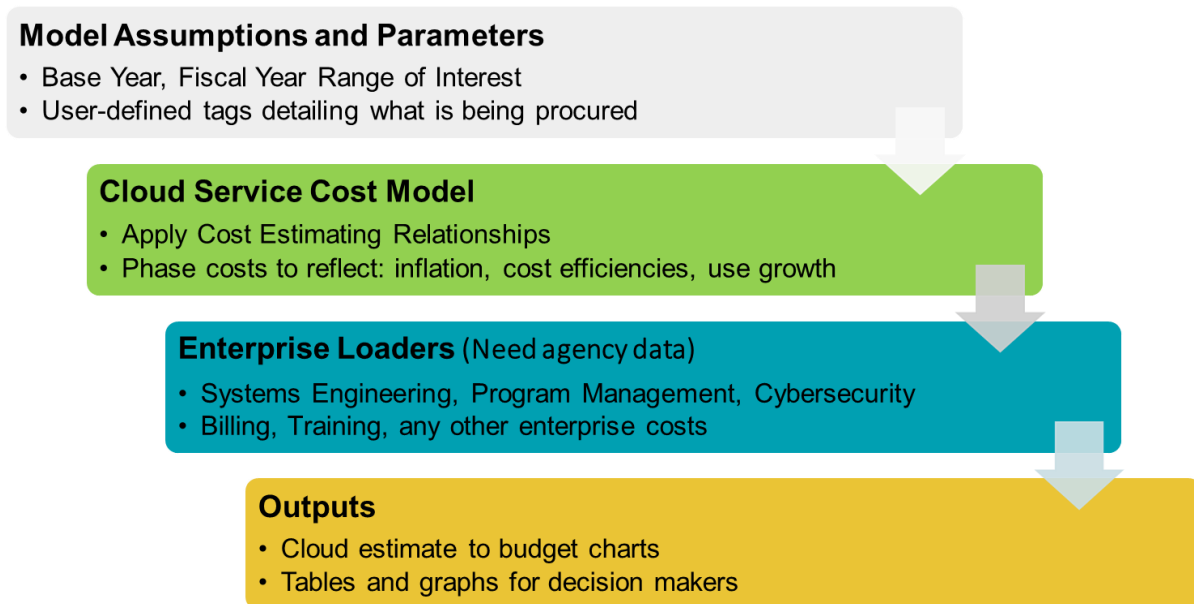 Model Assumptions and Parameters
• Base Year, Fiscal Year Range of Interest
• User-defined tags detailing what is being procured
Cloud Service Cost Model
• Apply Cost Estimating Relationships
• Phase costs to reflect: inflation, cost efficiencies, use growth
Enterprise Loaders (Need agency data)
• Systems Engineering, Program Management, Cybersecurity
• Billing, Training, any other enterprise costs
Outputs
• Cloud estimate to budget charts
• Tables and graphs for decision makers